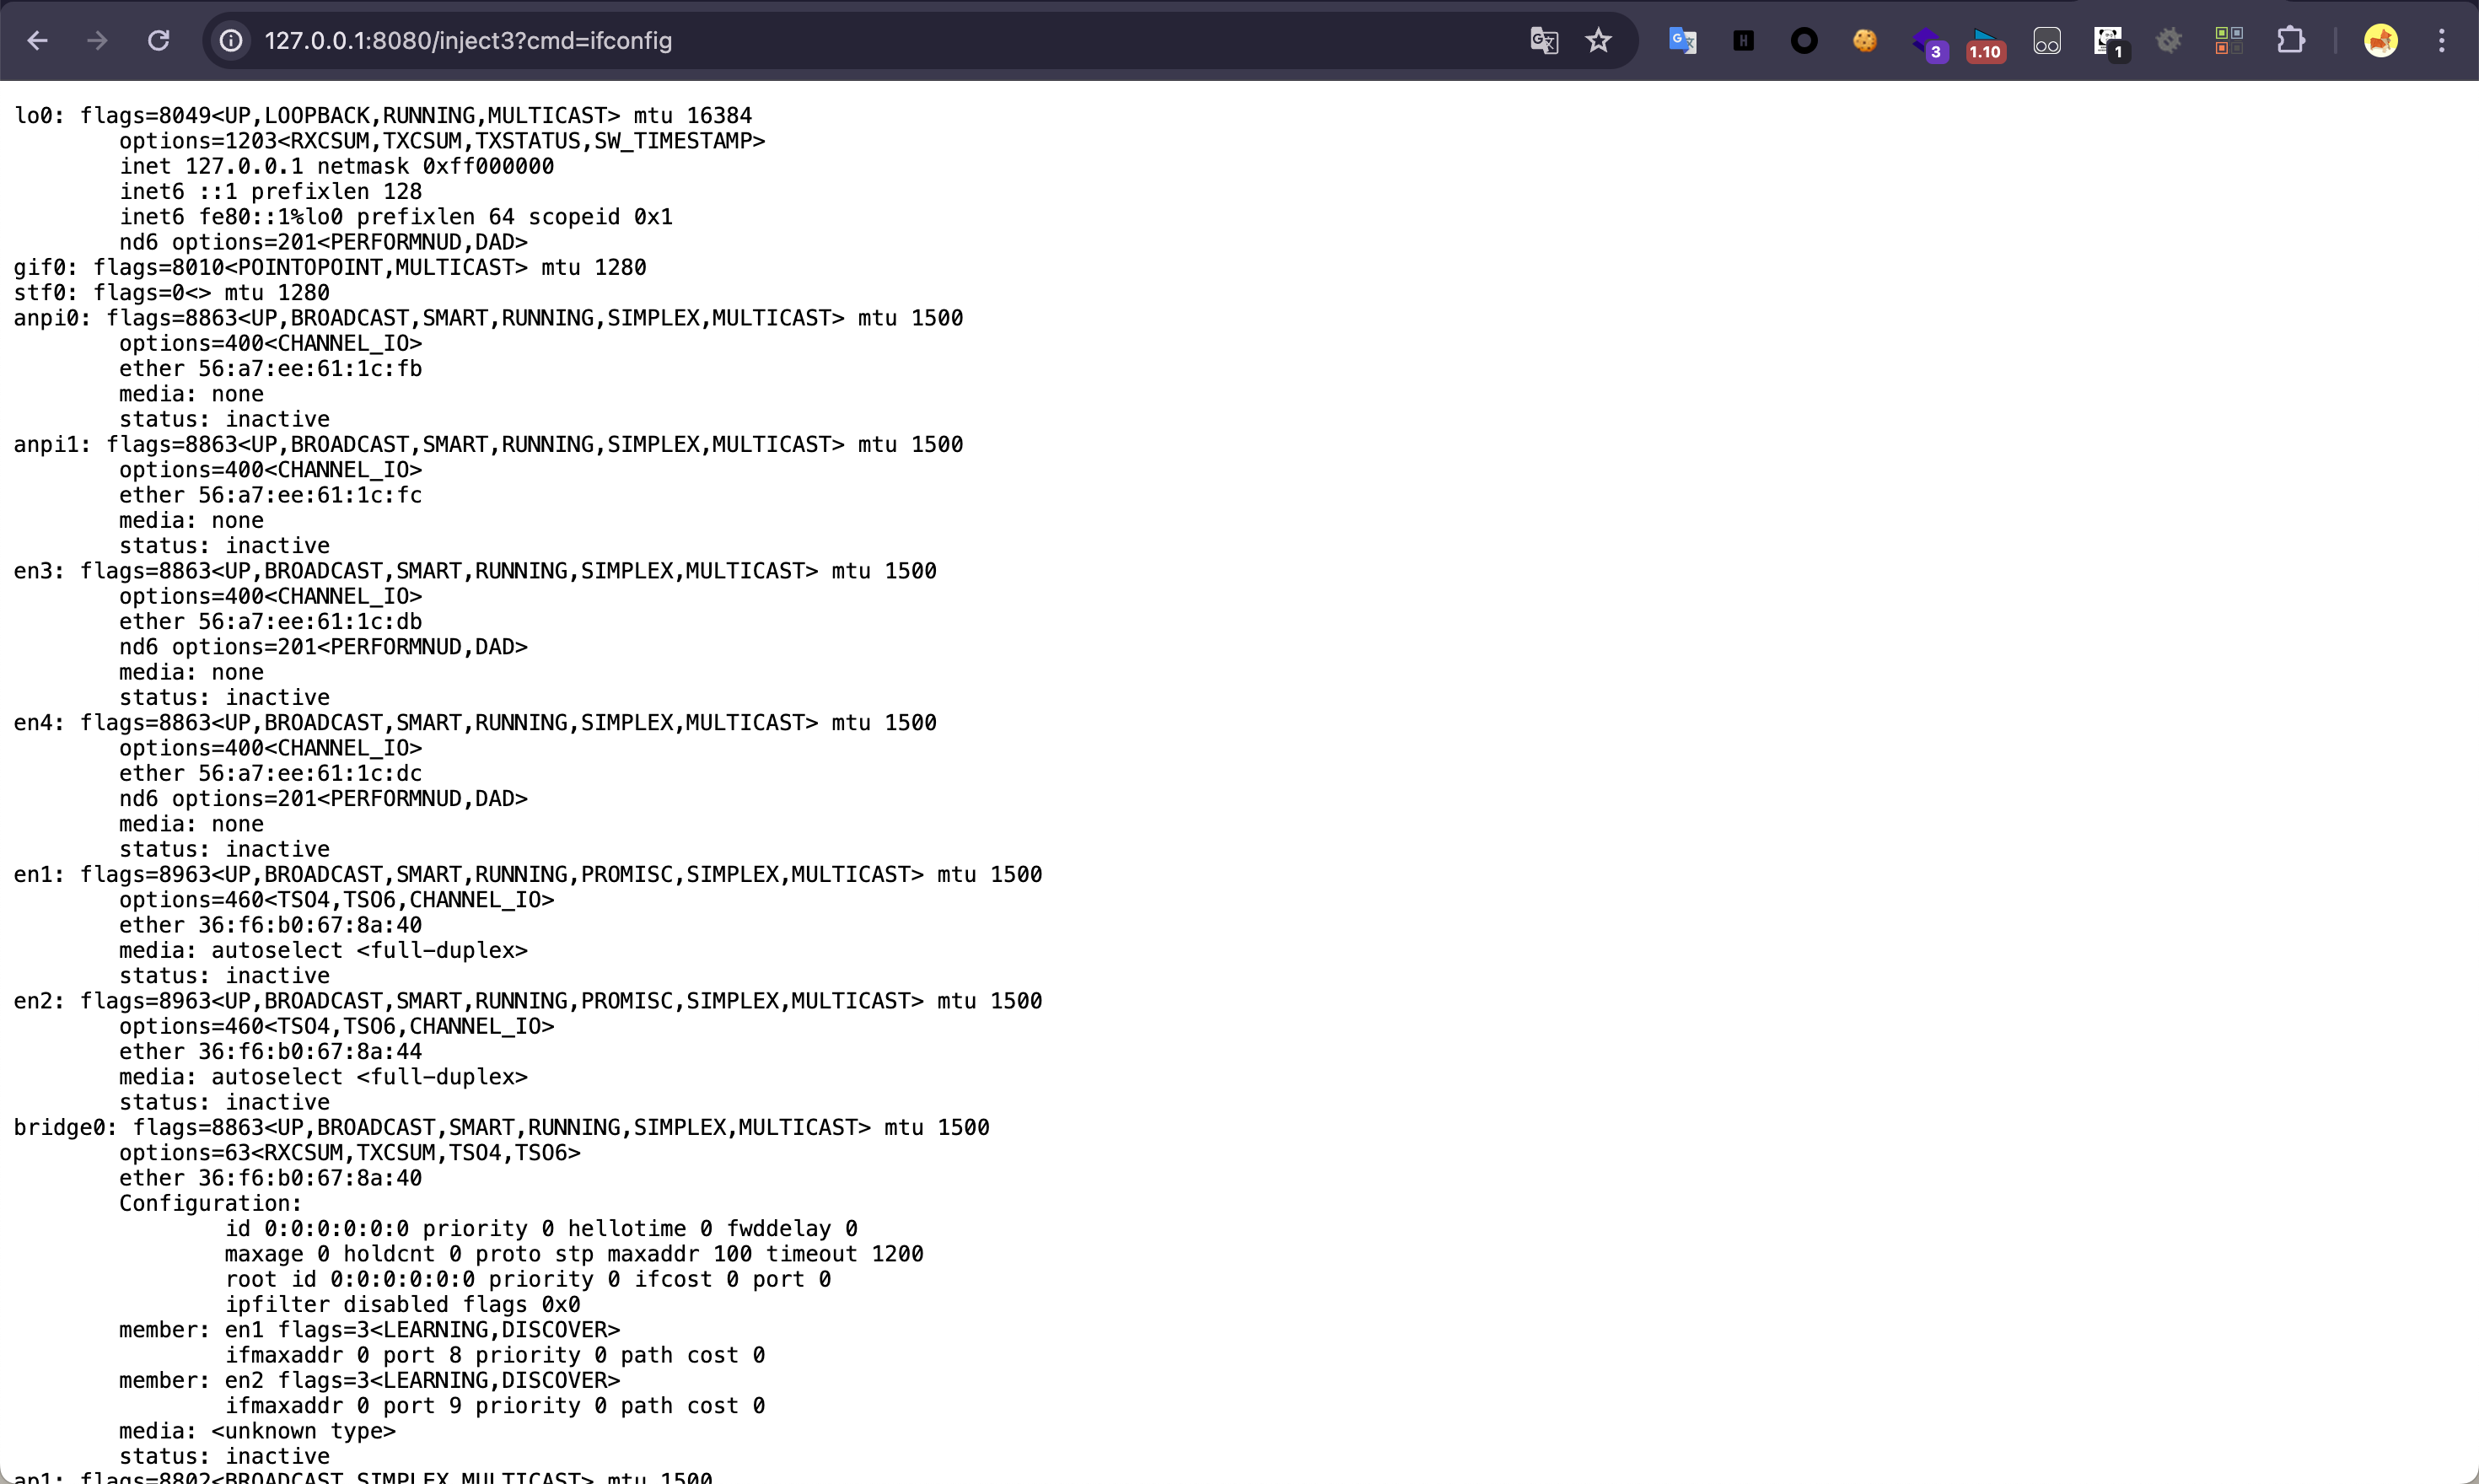 127.0.0.1:8080/inject3?cmd=ifconfig
3
1.10
1
lo0: flags=8049<UP,LOOPBACK,RUNNING,MULTICAST> mtu 16384
options=1203<RXCSUM,TXCSUM,TXSTATUS,SW_TIMESTAMP>
inet 127.0.0.1 netmask 0xff000000
inet6 ::1 prefixlen 128
inet6 fe80::1%lo0 prefixlen 64 scopeid 0x1
nd6 options=201<PERFORMNUD,DAD>
gif0: flags=8010<POINTOPOINT,MULTICAST> mtu 1280
stf0: flags=0<> mtu 1280
anpi0: flags=8863<UP,BROADCAST,SMART,RUNNING,SIMPLEX,MULTICAST> mtu 1500
options=400<CHANNEL_IO>
ether 56:a7:ee:61:1c:fb
media: none
status: inactive
anpi1: flags=8863<UP,BROADCAST,SMART,RUNNING,SIMPLEX,MULTICAST> mtu 1500
options=400<CHANNEL_IO>
ether 56:a7:ee:61:1c:fc
media: none
status: inactive
en3: flags=8863<UP,BROADCAST,SMART,RUNNING,SIMPLEX,MULTICAST> mtu 1500
options=400<CHANNEL_IO>
ether 56:a7:ee:61:1c:db
nd6 options=201<PERFORMNUD,DAD>
media: none
status: inactive
en4: flags=8863<UP,BROADCAST,SMART,RUNNING,SIMPLEX,MULTICAST> mtu 1500
options=400<CHANNEL_IO>
ether 56:a7:ee:61:1c:dc
nd6 options=201<PERFORMNUD,DAD>
media: none
status: inactive
en1: flags=8963<UP,BROADCAST,SMART,RUNNING,PROMISC,SIMPLEX,MULTICAST> mtu 1500
options=460<TSO4,TSO6,CHANNEL_IO>
ether 36:f6:b0:67:8a:40
media: autoselect <full-duplex>
status: inactive
en2: flags=8963<UP,BROADCAST,SMART,RUNNING,PROMISC,SIMPLEX,MULTICAST> mtu 1500
options=460<TSO4,TSO6,CHANNEL_IO>
ether 36:f6:b0:67:8a:44
media: autoselect <full-duplex>
status: inactive
bridge0: flags=8863<UP,BROADCAST,SMART,RUNNING,SIMPLEX,MULTICAST> mtu 1500
options=63<RXCSUM,TXCSUM,TSO4,TSO6>
ether 36:f6:b0:67:8a:40
Configuration:
id 0:0:0:0:0:0 priority 0 hellotime 0 fwddelay 0
maxage 0 holdcnt 0 proto stp maxaddr 100 timeout 1200
root id 0:0:0:0:0:0 priority 0 ifcost 0 port 0
ipfilter disabled flags 0x0
member: en1 flags=3<LEARNING,DISCOVER>
ifmaxaddr 0 port 8 priority 0 path cost 0
member: en2 flags=3<LEARNING,DISCOVER>
ifmaxaddr 0 port 9 priority 0 path cost 0
media: <unknown type>
status: inactive
ap1: flags=8802<BROADCAST,SIMPLEX,MULTICAST> mtu 1500